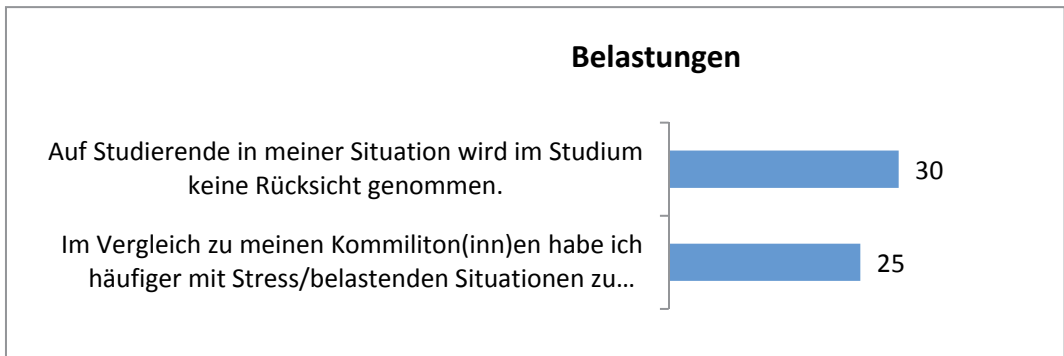 Belastungen
Auf Studierende in meiner Situation wird im Studium
keine Rücksicht genommen.
30
Im Vergleich zu meinen Kommiliton(inn)en habe ich
häufiger mit Stress/belastenden Situationen zu…
25